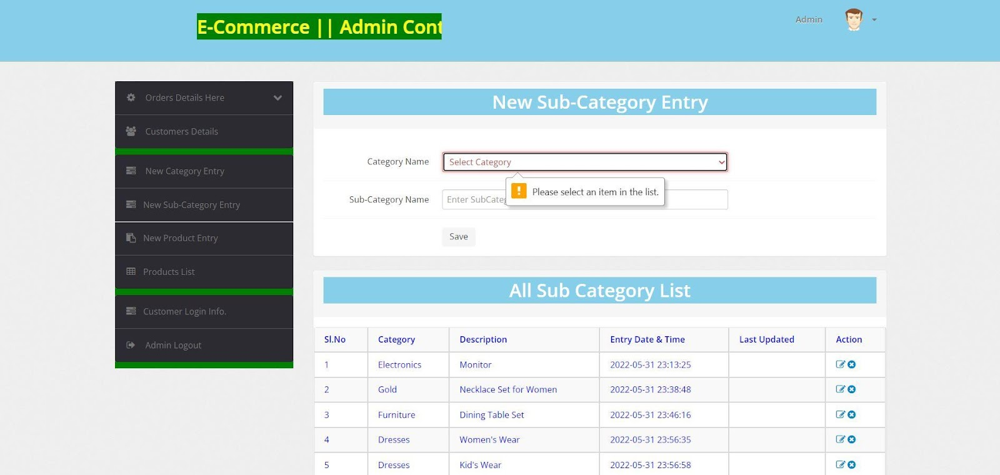 E-Commerce || Admin Cont
Admin
Orders Details Here
Customers Details
New Category Entry
New Sub-Category Entry
New Product Entry
Products List
Customer Login Info.
Admin Logout
New Sub-Category Entry
Category Name Select Category
Please select an item in the list.
Sub-Category Name Enter SubCateg
Save
All Sub Category List
Sl.No Category Description Entry Date & Time Last Updated Action
1 Electronics Monitor 2022-05-31 23:13:25
2 Gold Necklace Set for Women 2022-05-31 23:38:48
3 Furniture Dining Table Set 2022-05-31 23:46:16
4 Dresses Women's Wear 2022-05-31 23:56:35
5 Dresses Kid's Wear 2022-05-31 23:56:58